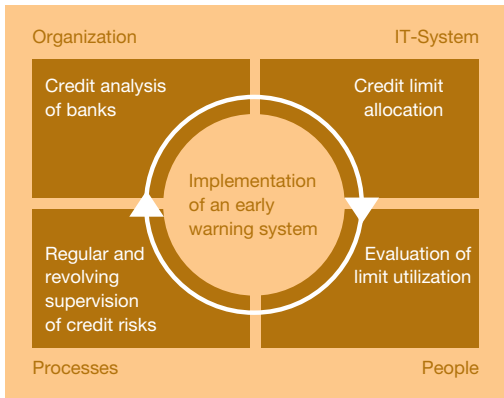 Organization
IT-System
Credit analysis
of banks
Credit limit
allocation
Implementation
of an early
warning system
Regular and
revolving
supervision
of credit risks
Evaluation of
limit utilization
Processes
People